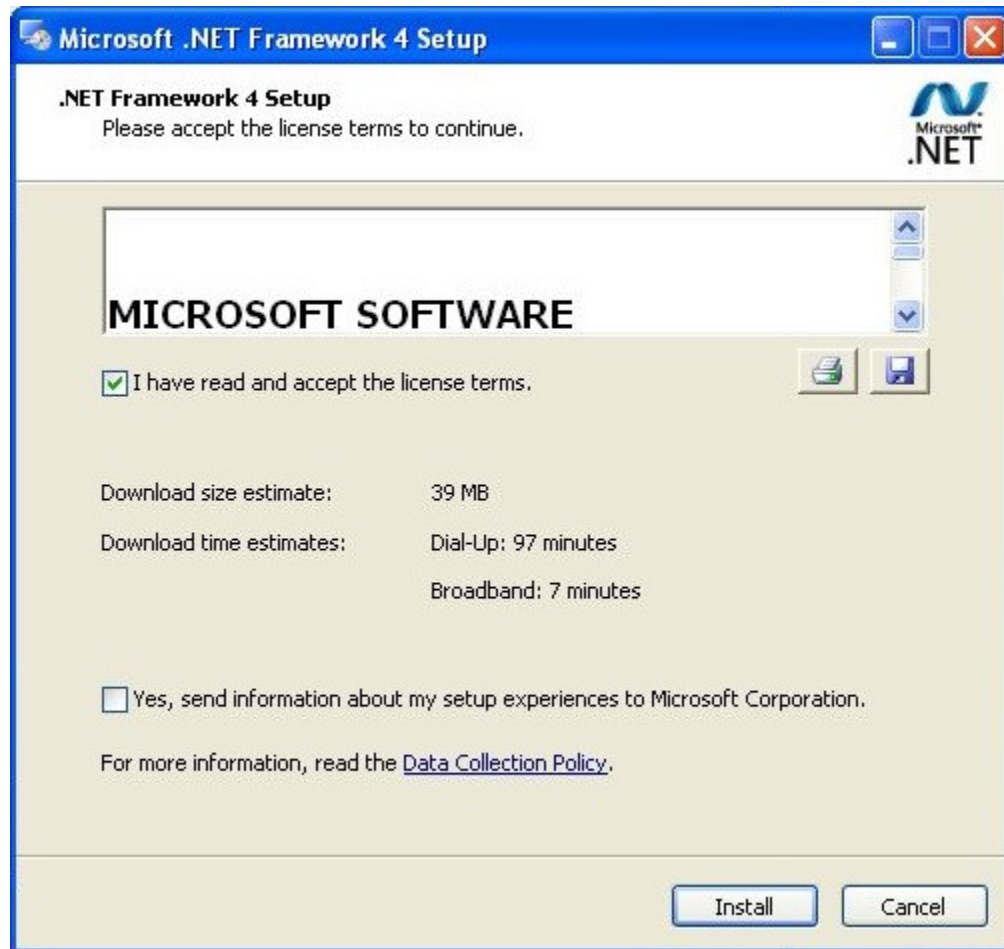 Microsoft .NET Framework 4 Setup
.NET Framework 4 Setup
Please accept the license terms to continue.
Microsoft
.NET
MICROSOFT SOFTWARE
I have read and accept the license terms.
Download size estimate: 39 MB
Download time estimates: Dial-Up: 97 minutes
Broadband: 7 minutes
Yes, send information about my setup experiences to Microsoft Corporation.
For more information, read the Data Collection Policy.
Install Cancel